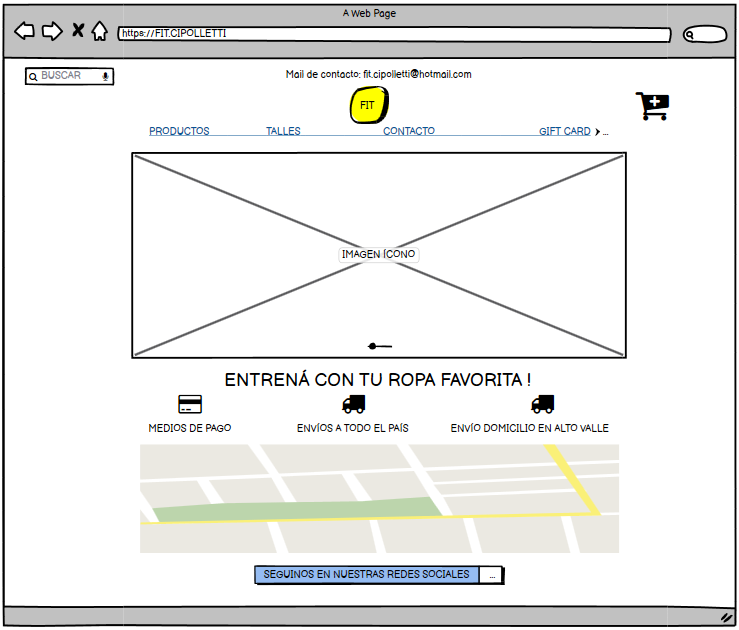 A Web Page
https://FIT.CIPOLLETTI
BUSCAR
Mail de contacto: fit.cipolletti@hotmail.com
FIT
PRODUCTOS TALLES CONTACTO GIFT CARD ...
IMAGEN ÍCONO
ENTRENÁ CON TU ROPA FAVORITA !
MEDIOS DE PAGO ENVÍOS A TODO EL PAÍS ENVÍO DOMICILIO EN ALTO VALLE
SEGUINOS EN NUESTRAS REDES SOCIALES ...